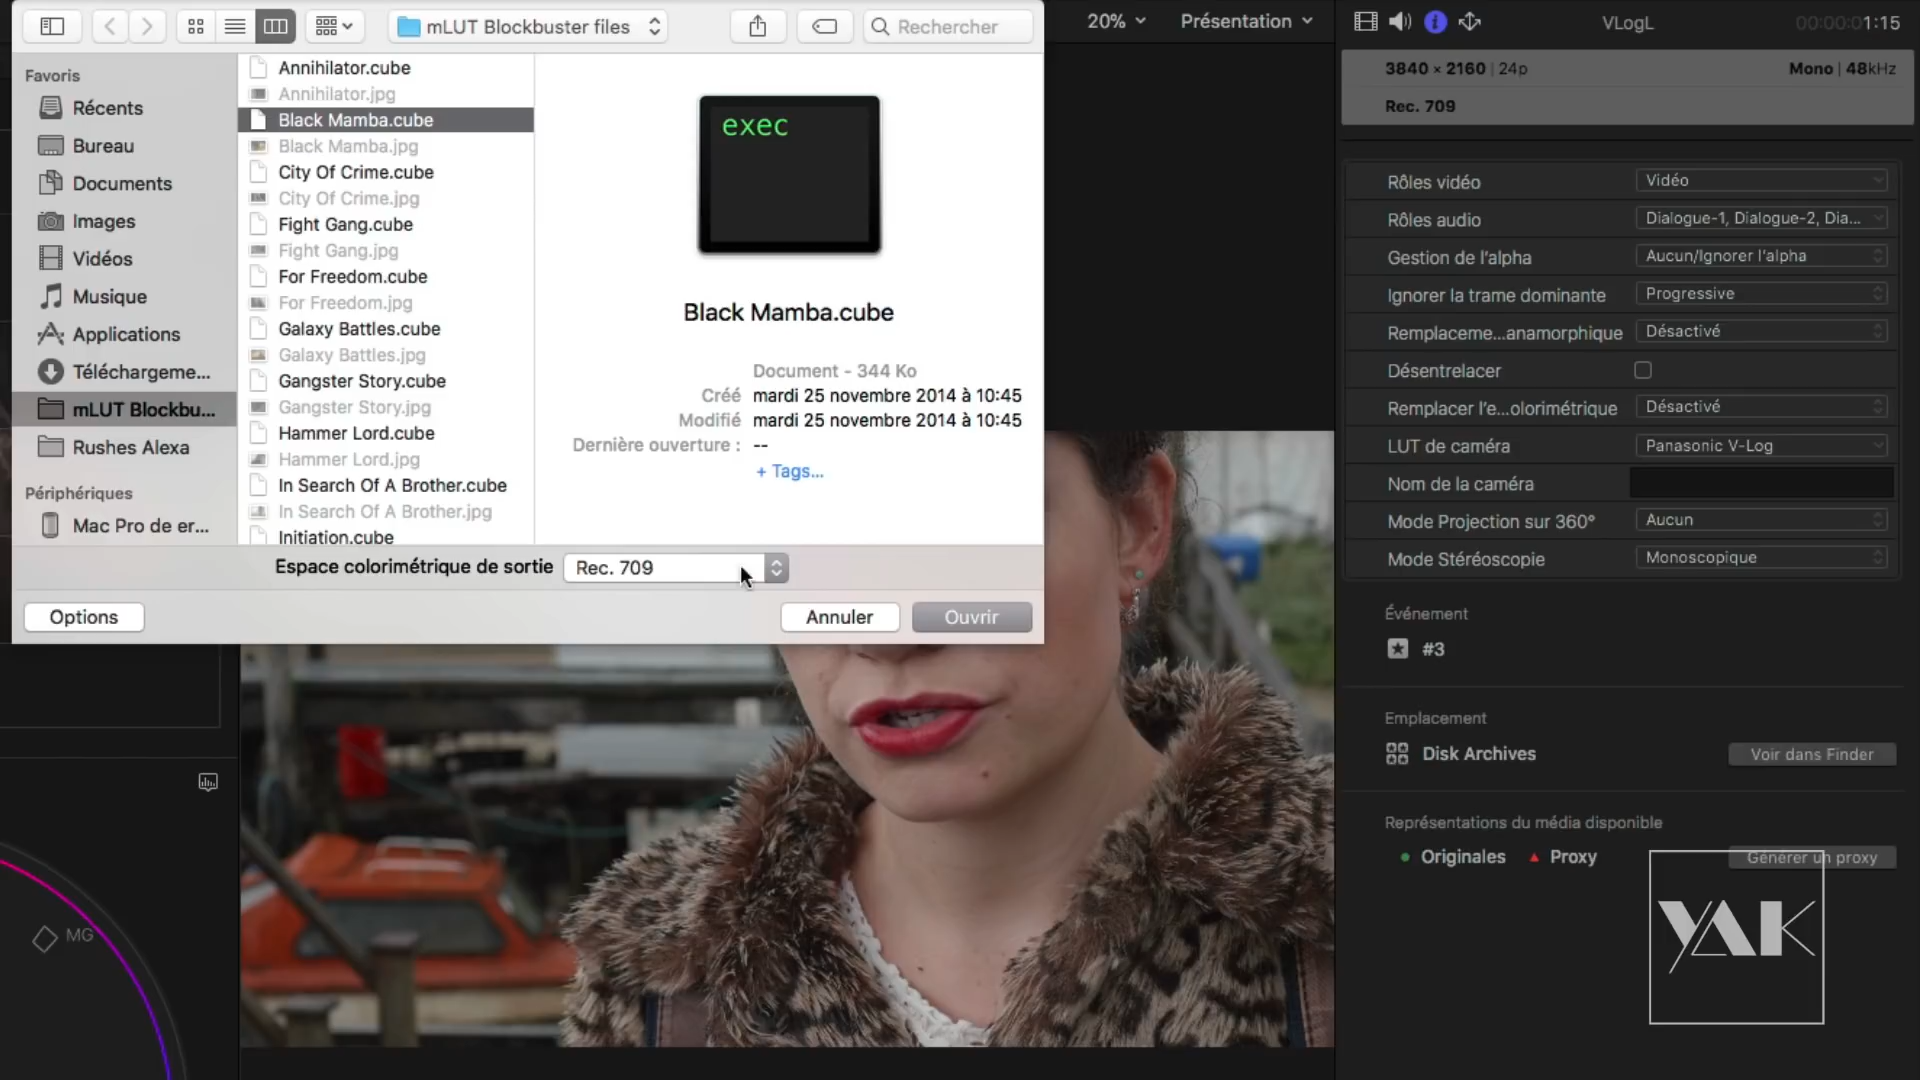 mLUT Blockbuster files
Rechercher
20%
Présentation
VLogL
00:00:01:15
Favoris
Récents
Bureau
Documents
Images
Vidéos
Musique
Applications
Téléchargeme...
mLUT Blockbu...
Rushes Alexa
Périphériques
Mac Pro de er...
Annihilator.cube
Annihilator.jpg
Black Mamba.cube
Black Mamba.jpg
City Of Crime.cube
City Of Crime.jpg
Fight Gang.cube
Fight Gang.jpg
For Freedom.cube
For Freedom.jpg
Galaxy Battles.cube
Galaxy Battles.jpg
Gangster Story.cube
Gangster Story.jpg
Hammer Lord.cube
Hammer Lord.jpg
In Search Of A Brother.cube
In Search Of A Brother.jpg
Initiation.cube
exec
Black Mamba.cube
Document - 344 Ko
Créé mardi 25 novembre 2014 à 10:45
Modifié mardi 25 novembre 2014 à 10:45
Dernière ouverture : --
+ Tags...
Espace colorimétrique de sortie Rec. 709
Options
Annuler
Ouvrir
3840 × 2160 | 24p
Mono | 48kHz
Rec. 709
Rôles vidéo Vidéo
Rôles audio Dialogue-1, Dialogue-2, Dia...
Gestion de l'alpha Aucun/Ignorer l'alpha
Ignorer la trame dominante Progressive
Remplaceme...anamorphique Désactivé
Désentrelacer
Remplacer l'e...olorimétrique Désactivé
LUT de caméra Panasonic V-Log
Nom de la caméra
Mode Projection sur 360° Aucun
Mode Stéréoscopie Monoscopique
Événement
#3
Emplacement
Disk Archives
Voir dans Finder
Représentations du média disponible
Originales
Proxy
Générer un proxy
MG
YAK